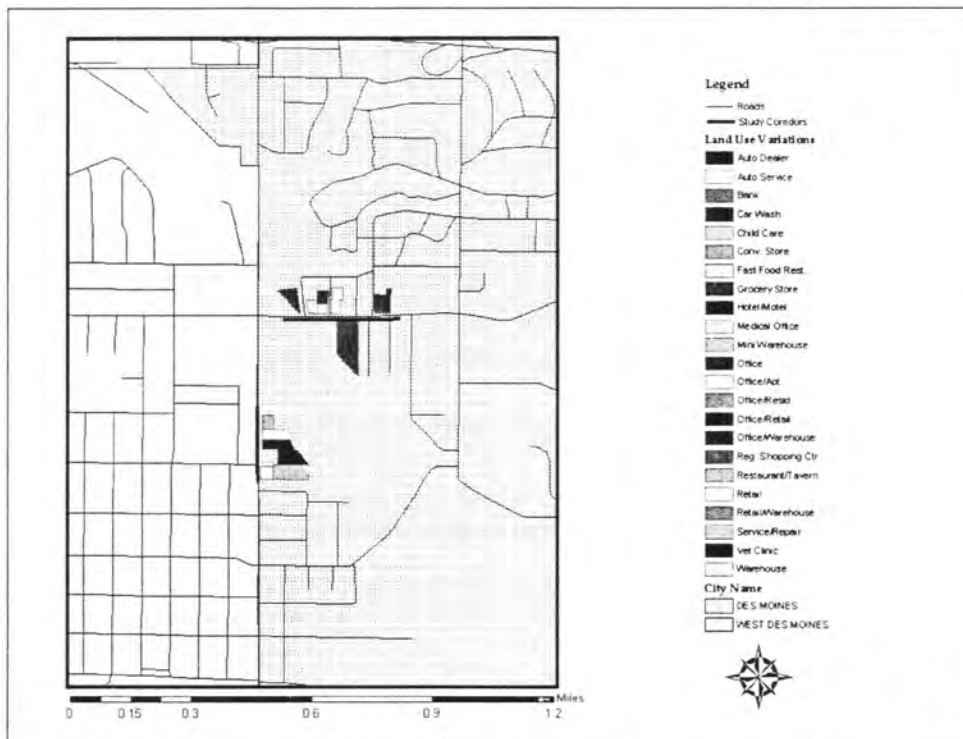 Legend
Roads
Study Corridors
Land Use Variations
Auto Dealer
Auto Service
Bank
Car Wash
Child Care
Conv. Store
Fast Food Rest.
Grocery Store
Hotel/Motel
Medical Office
Mini Warehouse
Office
Office/Apt
Office/Resid
Office/Retail
Office/Warehouse
Reg. Shopping Ctr
Restaurant/Tavern
Retail
Retail/Warehouse
Service/Repair
Vet Clinic
Warehouse
City Name
DES MOINES
WEST DES MOINES
Miles
0 0.15 0.3 0.6 0.9 1.2